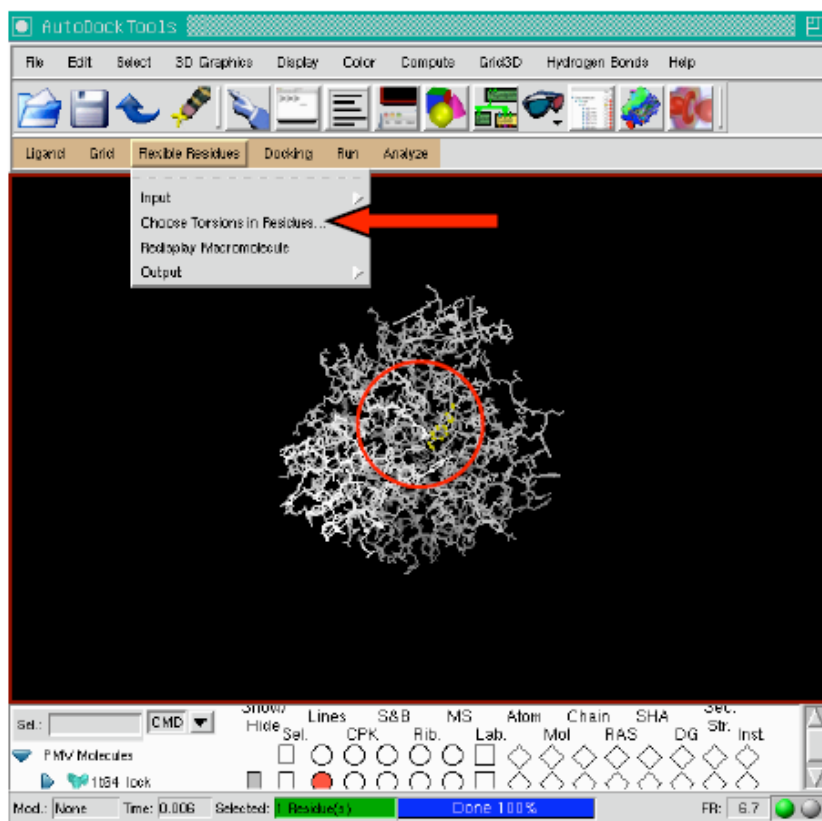 AutoDockTools
File Edit Select 3D Graphics Display Color Compute Grid3D Hydrogen Bonds Help
Ligand Grid Flexible Residues Docking Run Analyze
Input
Choose Torsions in Residues...
Redisplay Macromolecule
Output
Sel.: CMD
Show/ Lines S&B MS Atom Chain SHA Sec.
Hide Sel. CPK Rib. Lab. Mol RAS DG Str. Inst
PMV Molecules
Mod.: None Time: 0.006 Selected: 1 Residue(s) Done 100% FR: 6.7